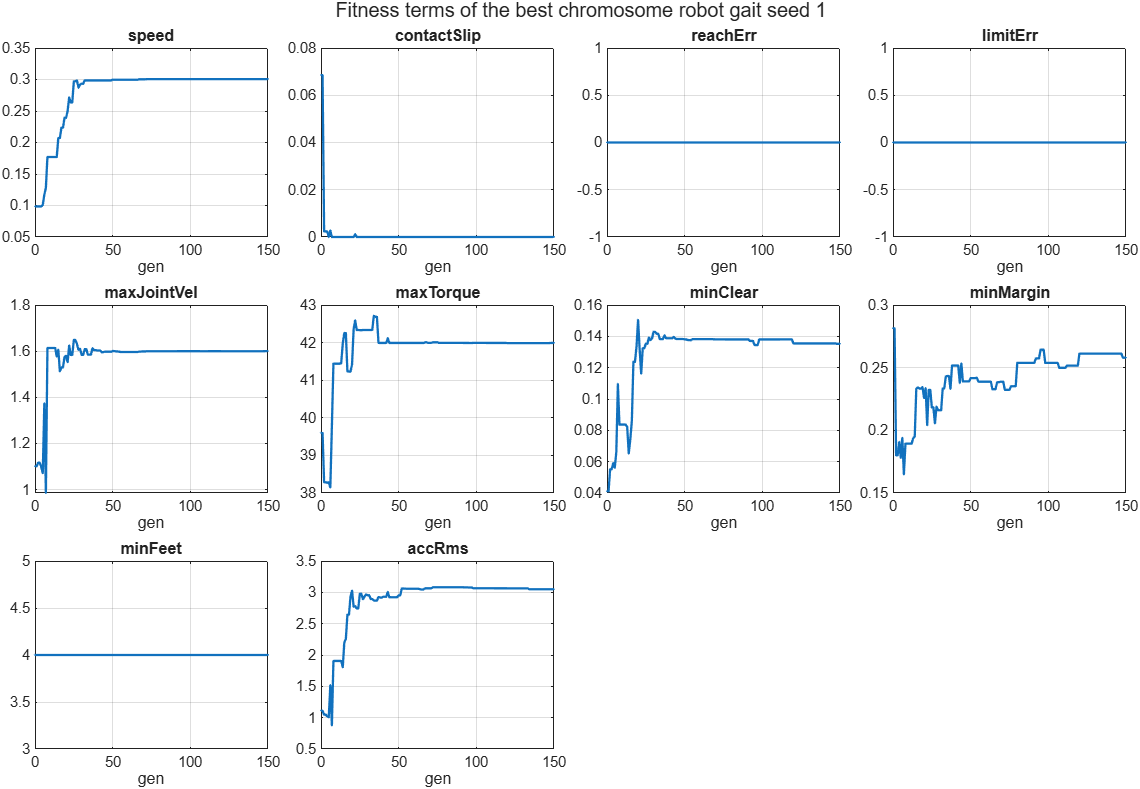 Fitness terms of the best chromosome robot gait seed 1
speed
0.35
0.3
0.25
0.2
0.15
0.1
0.05
0 50 100 150
gen
contactSlip
0.08
0.06
0.04
0.02
0
0 50 100 150
gen
reachErr
1
0.5
0
-0.5
-1
0 50 100 150
gen
limitErr
1
0.5
0
-0.5
-1
0 50 100 150
gen
maxJointVel
1.8
1.6
1.4
1.2
1
0 50 100 150
gen
maxTorque
43
42
41
40
39
38
0 50 100 150
gen
minClear
0.16
0.14
0.12
0.1
0.08
0.06
0.04
0 50 100 150
gen
minMargin
0.3
0.25
0.2
0.15
0 50 100 150
gen
minFeet
5
4.5
4
3.5
3
0 50 100 150
gen
accRms
3.5
3
2.5
2
1.5
1
0.5
0 50 100 150
gen